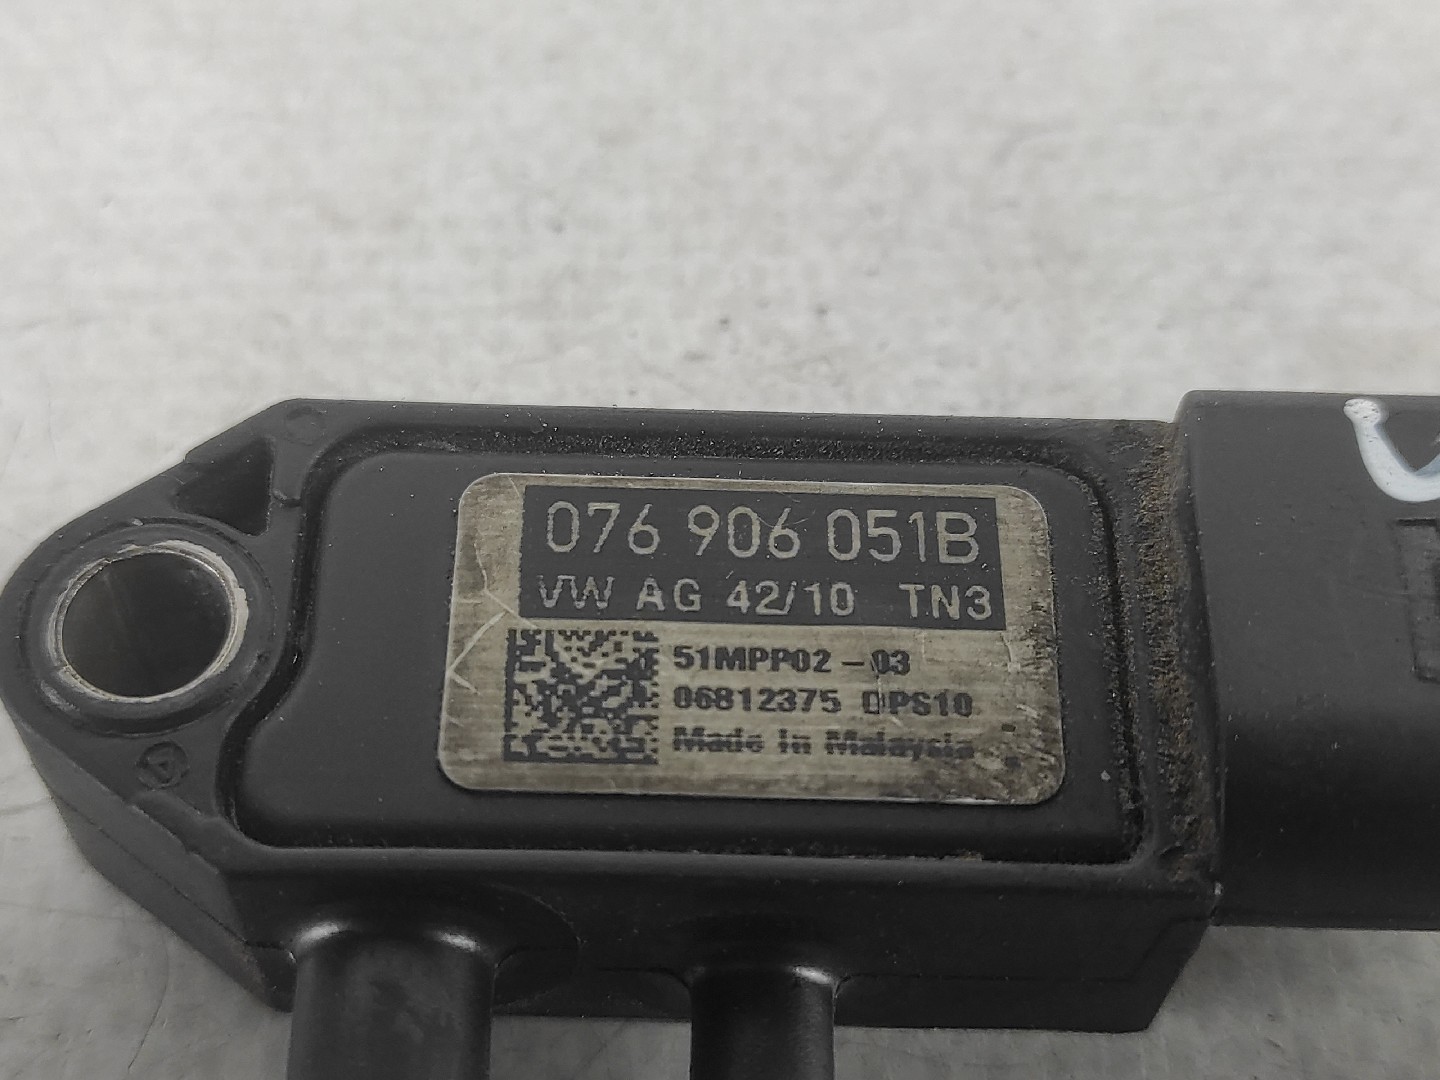 076 906 051B
VW AG 42/10 TN3
51MPP02-03
06812375 DPS10
Made in Malaysia